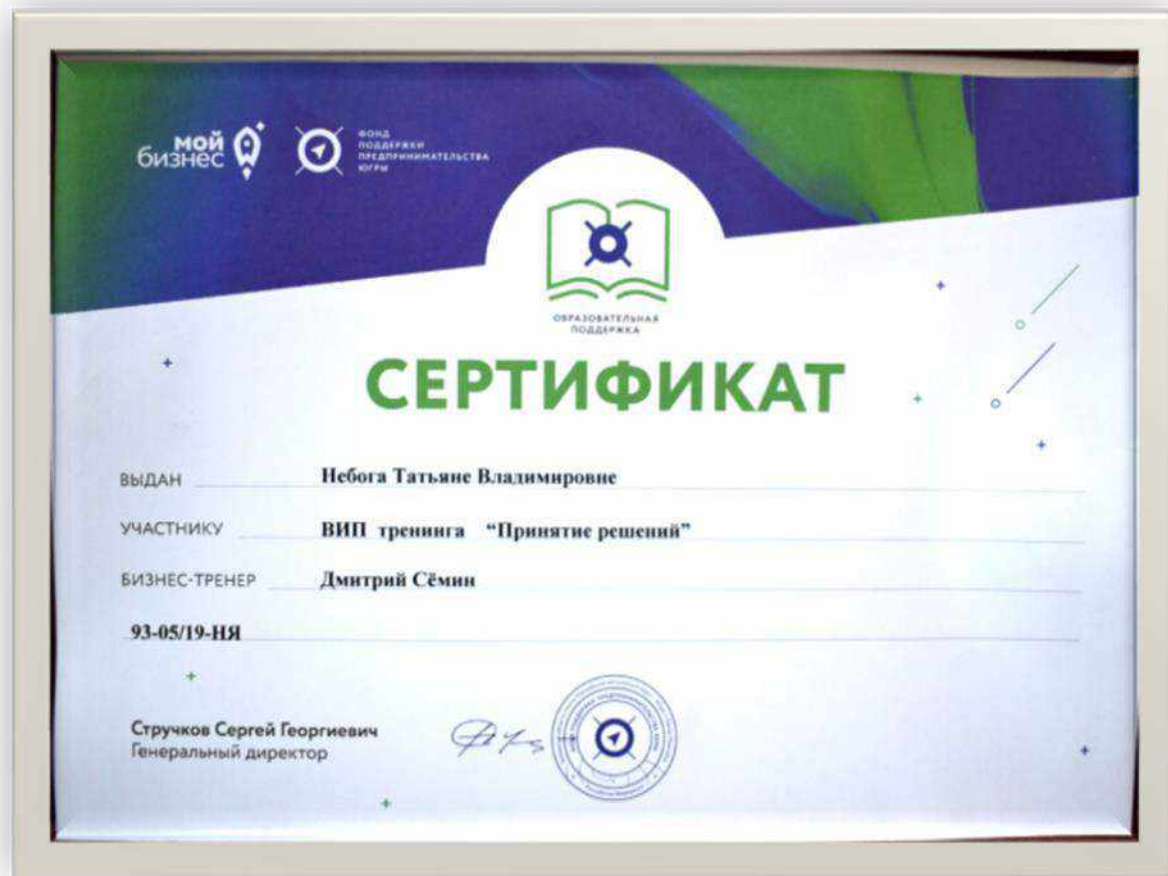 мой
бизнес
ФОНД
ПОДДЕРЖКИ
ПРЕДПРИНИМАТЕЛЬСТВА
ЮГРЫ
ОБРАЗОВАТЕЛЬНАЯ
ПОДДЕРЖКА
СЕРТИФИКАТ
ВЫДАН Небога Татьяне Владимировне
УЧАСТНИКУ ВИП тренинга “Принятие решений”
БИЗНЕС-ТРЕНЕР Дмитрий Сёмин
93-05/19-НЯ
Стручков Сергей Георгиевич
Генеральный директор